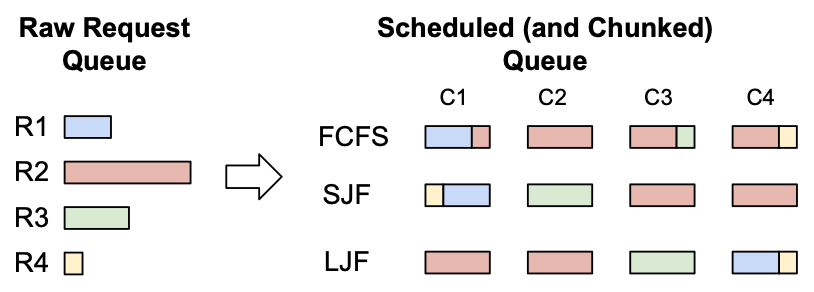 Raw Request
Queue
Scheduled (and Chunked)
Queue
C1 C2 C3 C4
R1
R2
R3
R4
FCFS
SJF
LJF